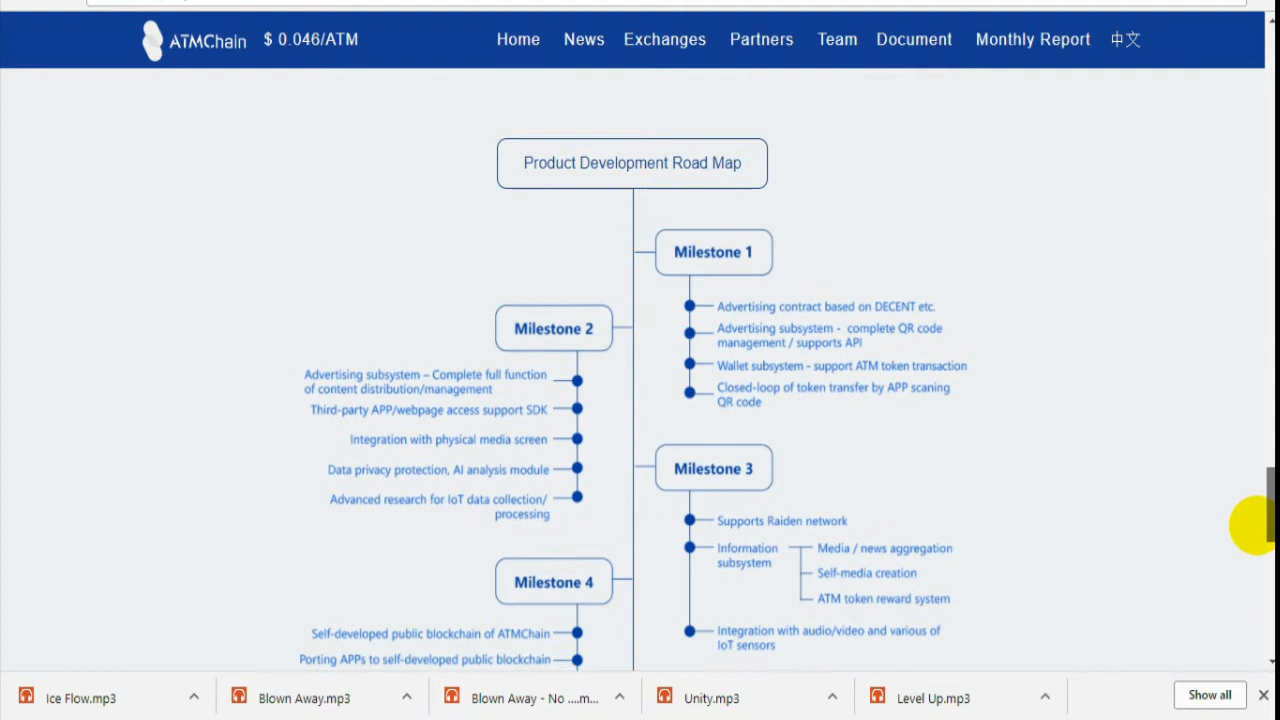 ATMChain $ 0.046/ATM Home News Exchanges Partners Team Document Monthly Report 中文
Product Development Road Map
Milestone 1
Advertising contract based on DECENT etc.
Advertising subsystem - complete QR code
management / supports API
Wallet subsystem - support ATM token transaction
Closed-loop of token transfer by APP scaning
QR code
Milestone 2
Advertising subsystem – Complete full function
of content distribution/management
Third-party APP/webpage access support SDK
Integration with physical media screen
Data privacy protection, AI analysis module
Advanced research for IoT data collection/
processing
Milestone 3
Supports Raiden network
Information
subsystem
Media / news aggregation
Self-media creation
ATM token reward system
Integration with audio/video and various of
IoT sensors
Milestone 4
Self-developed public blockchain of ATMChain
Porting APPs to self-developed public blockchain
Ice Flow.mp3 Blown Away.mp3 Blown Away - No ....m... Unity.mp3 Level Up.mp3 Show all